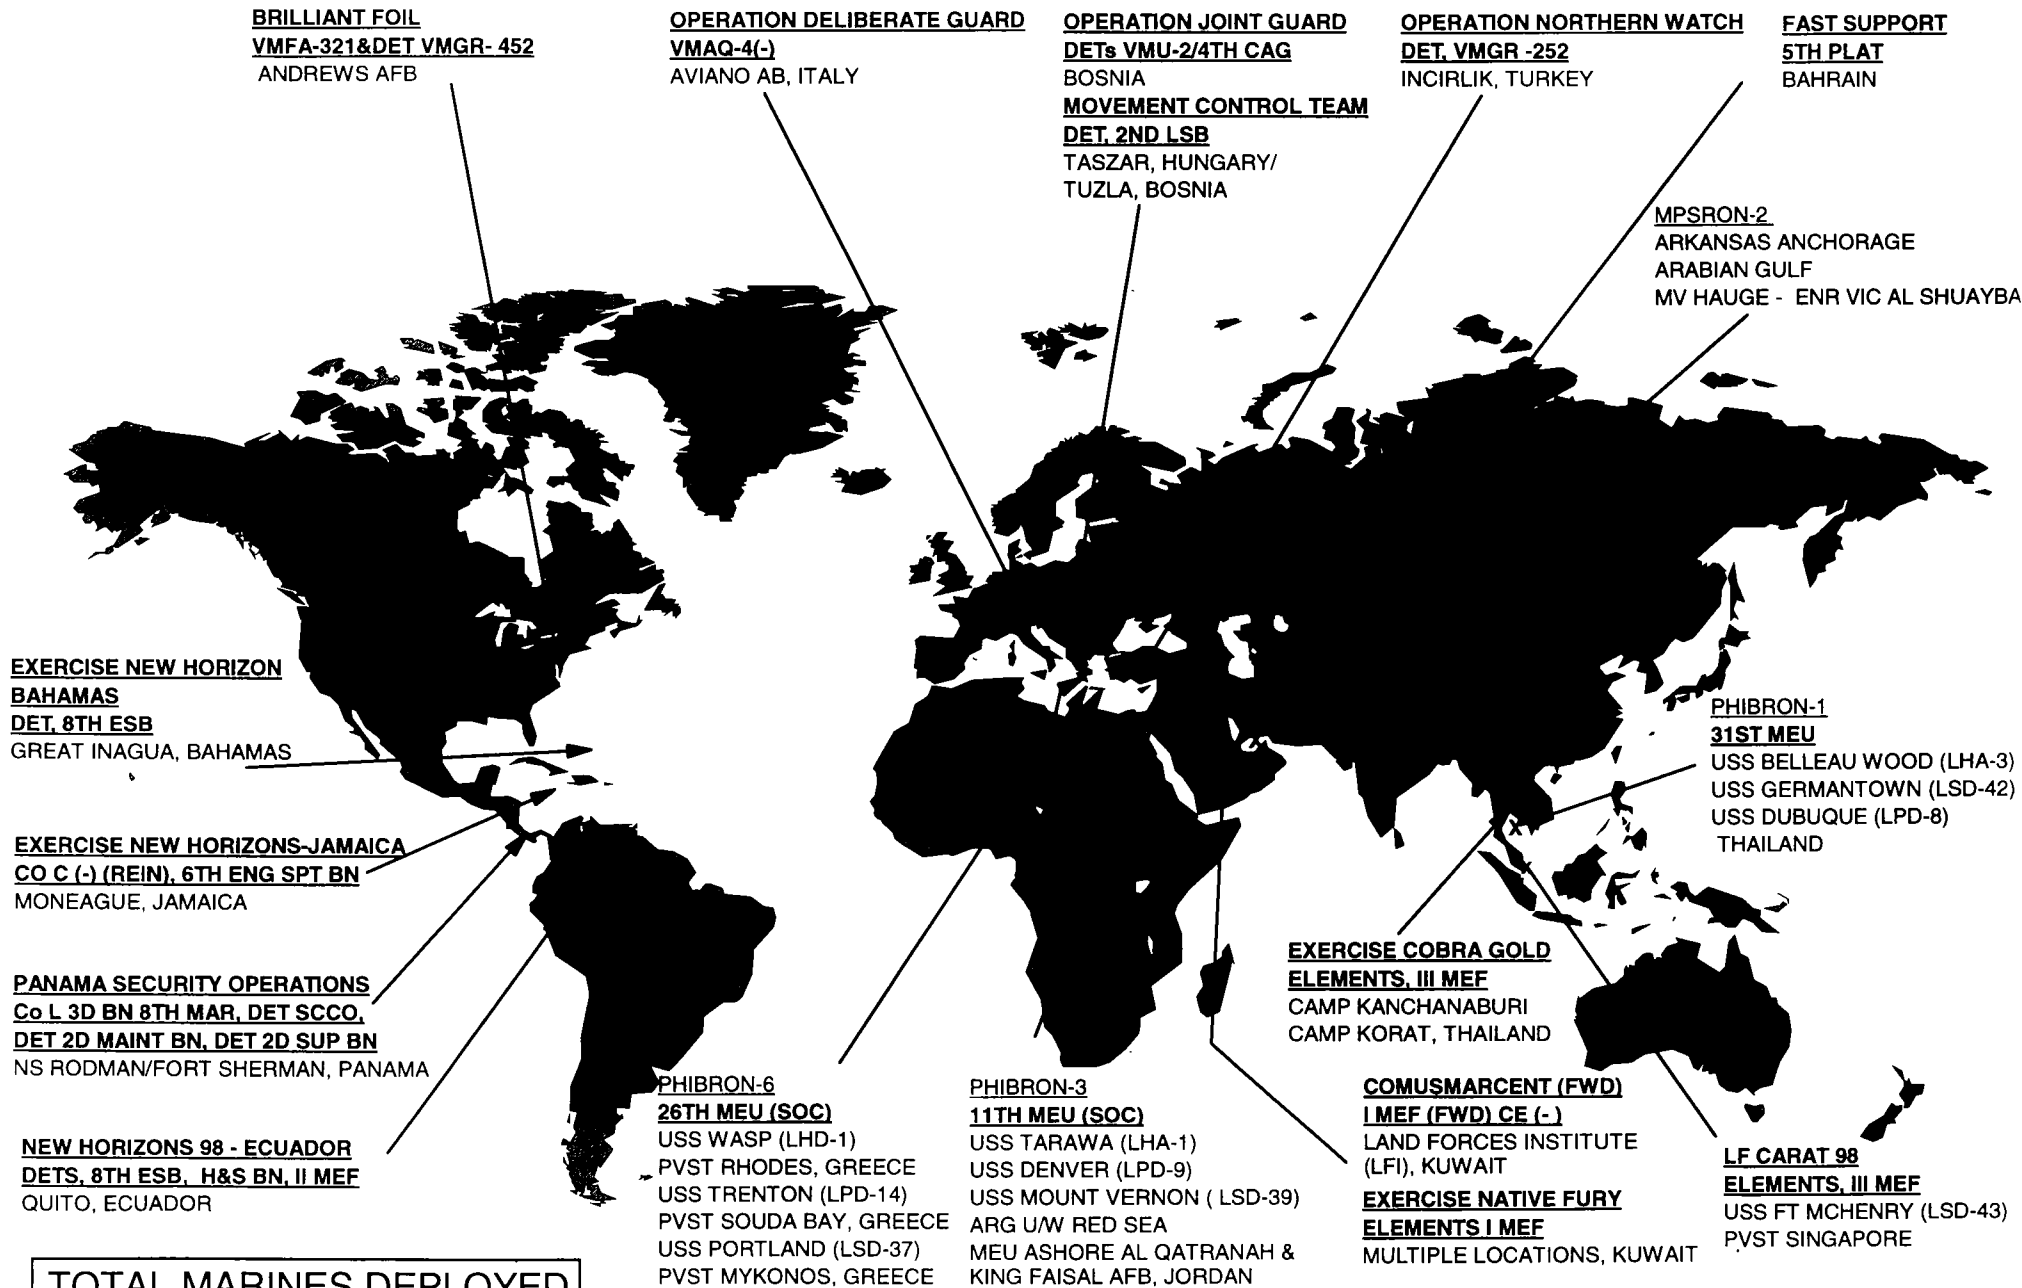 BRILLIANT FOIL
VMFA-321&DET VMGR- 452
ANDREWS AFB
OPERATION DELIBERATE GUARD
VMAQ-4(-)
AVIANO AB, ITALY
OPERATION JOINT GUARD
DETs VMU-2/4TH CAG
BOSNIA
MOVEMENT CONTROL TEAM
DET, 2ND LSB
TASZAR, HUNGARY/
TUZLA, BOSNIA
OPERATION NORTHERN WATCH
DET, VMGR -252
INCIRLIK, TURKEY
FAST SUPPORT
5TH PLAT
BAHRAIN
MPSRON-2
ARKANSAS ANCHORAGE
ARABIAN GULF
MV HAUGE - ENR VIC AL SHUAYBA
EXERCISE NEW HORIZON
BAHAMAS
DET, 8TH ESB
GREAT INAGUA, BAHAMAS
PHIBRON-1
31ST MEU
USS BELLEAU WOOD (LHA-3)
USS GERMANTOWN (LSD-42)
USS DUBUQUE (LPD-8)
THAILAND
X
EXERCISE NEW HORIZONS-JAMAICA
CO C (-) (REIN), 6TH ENG SPT BN
MONEAGUE, JAMAICA
EXERCISE COBRA GOLD
ELEMENTS, III MEF
CAMP KANCHANABURI
CAMP KORAT, THAILAND
PANAMA SECURITY OPERATIONS
Co L 3D BN 8TH MAR, DET SCCO,
DET 2D MAINT BN, DET 2D SUP BN
NS RODMAN/FORT SHERMAN, PANAMA
NEW HORIZONS 98 - ECUADOR
DETS, 8TH ESB, H&S BN, II MEF
QUITO, ECUADOR
PHIBRON-6
26TH MEU (SOC)
USS WASP (LHD-1)
PVST RHODES, GREECE
USS TRENTON (LPD-14)
PVST SOUDA BAY, GREECE
USS PORTLAND (LSD-37)
PVST MYKONOS, GREECE
PHIBRON-3
11TH MEU (SOC)
USS TARAWA (LHA-1)
USS DENVER (LPD-9)
USS MOUNT VERNON ( LSD-39)
ARG U/W RED SEA
MEU ASHORE AL QATRANAH &
KING FAISAL AFB, JORDAN
COMUSMARCENT (FWD)
I MEF (FWD) CE (- )
LAND FORCES INSTITUTE
(LFI), KUWAIT
EXERCISE NATIVE FURY
ELEMENTS I MEF
MULTIPLE LOCATIONS, KUWAIT
LF CARAT 98
ELEMENTS, III MEF
USS FT MCHENRY (LSD-43)
PVST SINGAPORE
TOTAL MARINES DEPLOYED